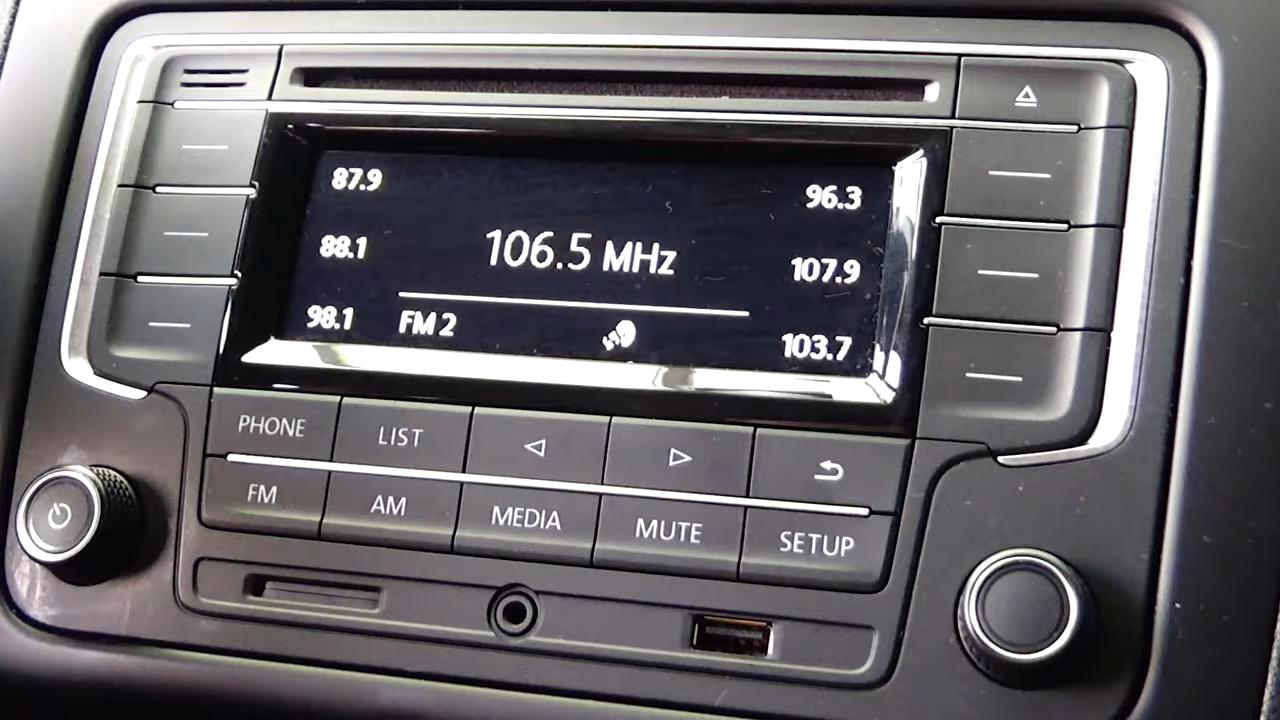 87.9
96.3
88.1
106.5 MHz
107.9
98.1
FM 2
103.7
PHONE
LIST
FM
AM
MEDIA
MUTE
SETUP